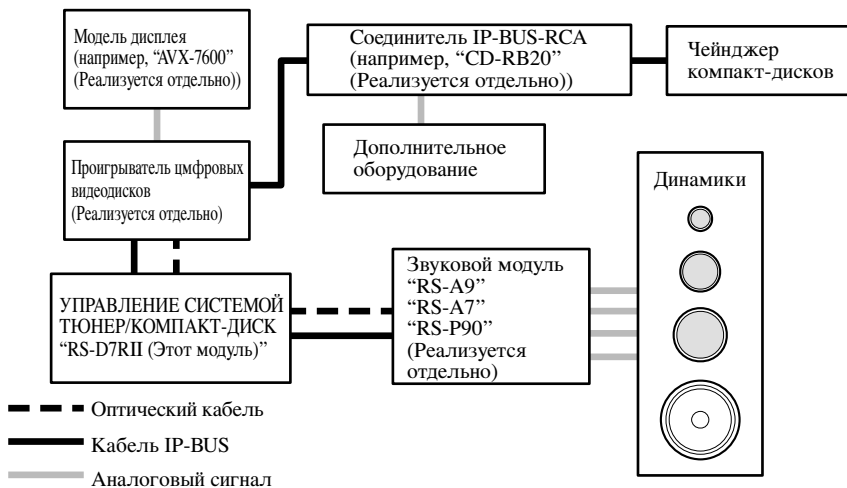 Модель дисплея
(например, “AVX-7600”
(Реализуется отдельно))
Соединитель IP-BUS-RCA
(например, “CD-RB20”
(Реализуется отдельно))
Чейнджер
компакт-дисков
Дополнительное
оборудование
Проигрыватель цмфровых
видеодисков
(Реализуется отдельно)
Динамики
УПРАВЛЕНИЕ СИСТЕМОЙ
ТЮНЕР/КОМПАКТ-ДИСК
“RS-D7RII (Этот модуль)”
Звуковой модуль
“RS-A9”
“RS-A7”
“RS-P90”
(Реализуется
отдельно)
Оптический кабель
Кабель IP-BUS
Аналоговый сигнал